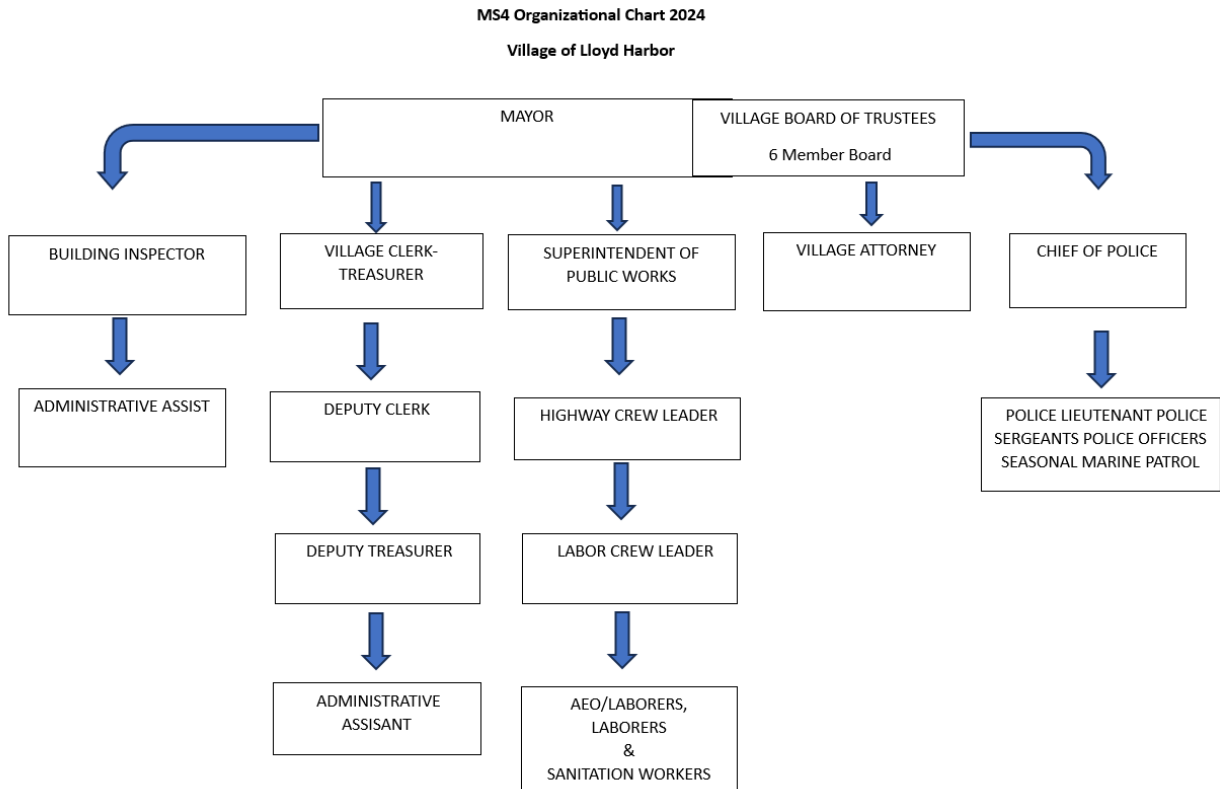 MS4 Organizational Chart 2024
Village of Lloyd Harbor
MAYOR
VILLAGE BOARD OF TRUSTEES
6 Member Board
BUILDING INSPECTOR
VILLAGE CLERK-
TREASURER
SUPERINTENDENT OF
PUBLIC WORKS
VILLAGE ATTORNEY
CHIEF OF POLICE
ADMINISTRATIVE ASSIST
DEPUTY CLERK
HIGHWAY CREW LEADER
POLICE LIEUTENANT POLICE
SERGEANTS POLICE OFFICERS
SEASONAL MARINE PATROL
DEPUTY TREASURER
LABOR CREW LEADER
ADMINISTRATIVE
ASSISANT
AEO/LABORERS,
LABORERS
&
SANITATION WORKERS